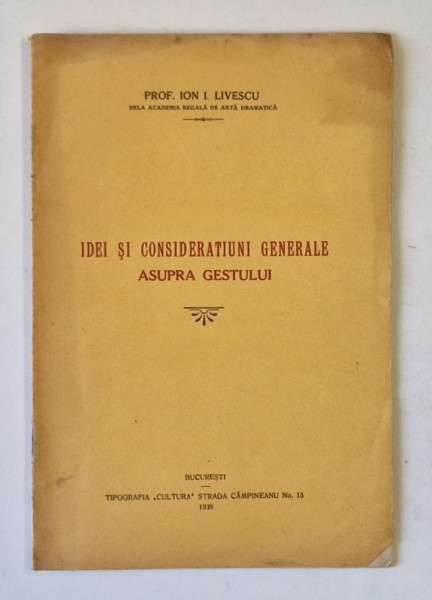 PROF. ION I. LIVESCU
DELA ACADEMIA REGALĂ DE ARTĂ DRAMATICĂ
IDEI ŞI CONSIDERATIUNI GENERALE
ASUPRA GESTULUI
BUCUREŞTI
TIPOGRAFIA „CULTURA" STRADA CÂMPINEANU No. 15
1938